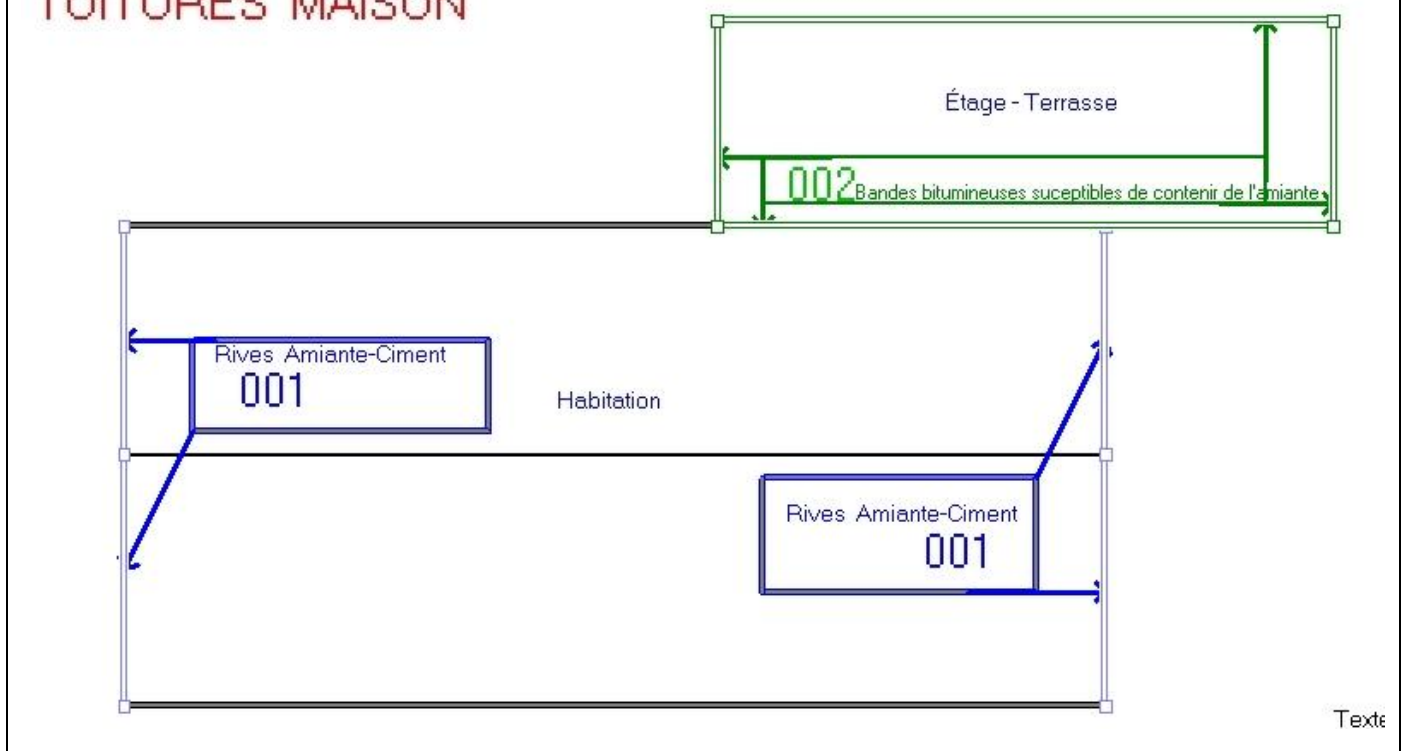 TOITURES MAISON
Étage - Terrasse
002 Bandes bitumineuses suceptibles de contenir de l'amiante
Rives Amiante-Ciment
001
Habitation
Rives Amiante-Ciment
001
Texte